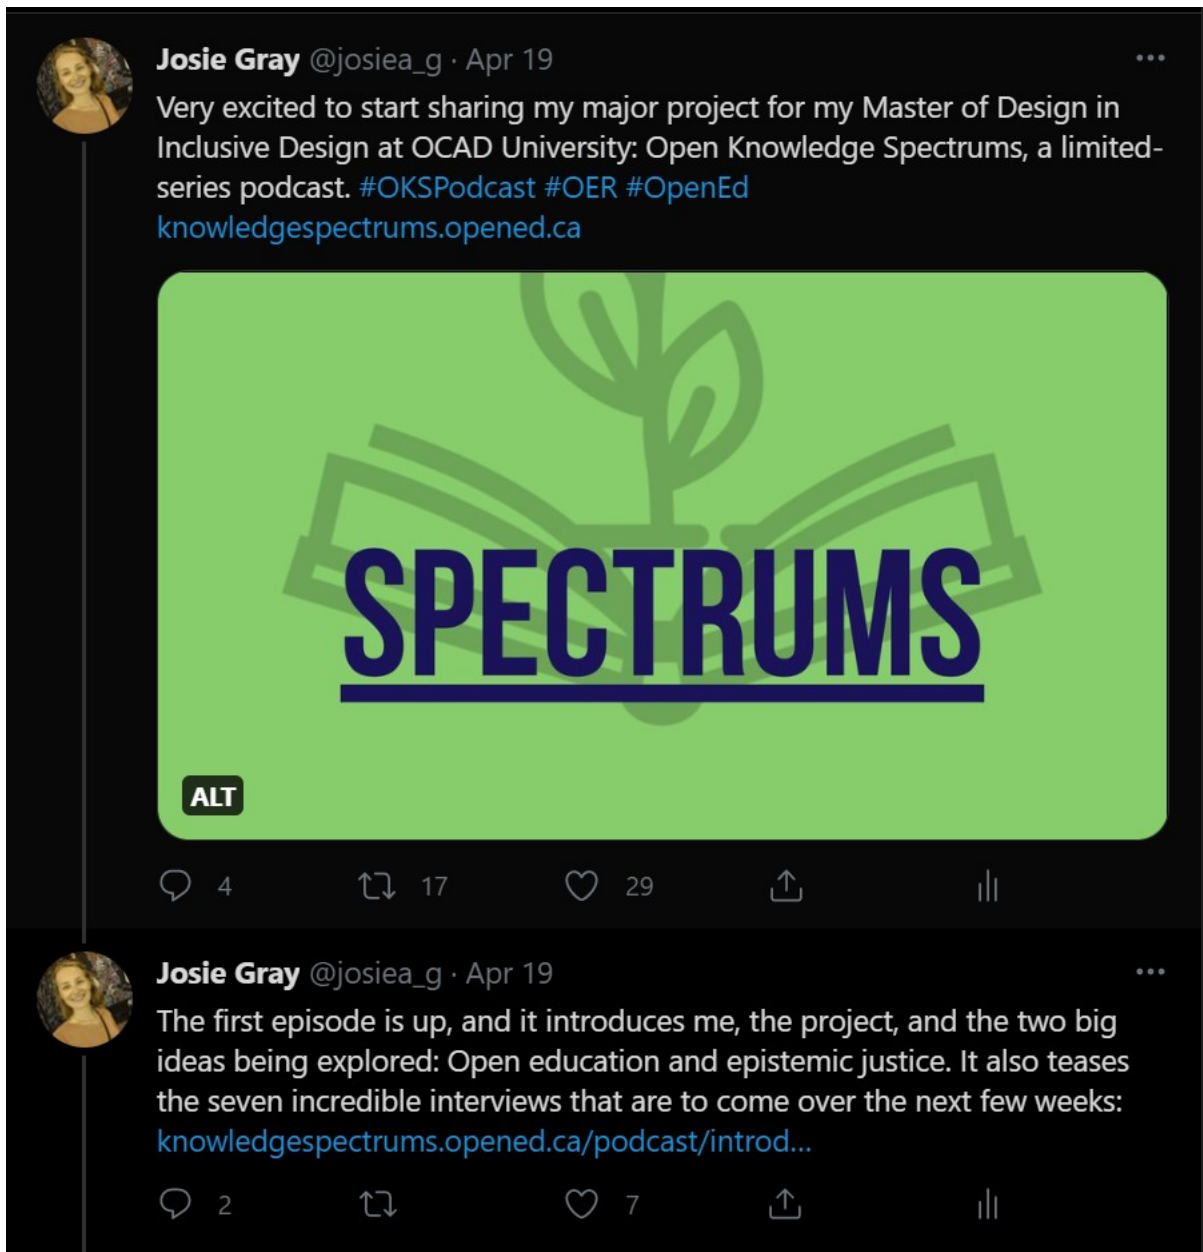 Josie Gray @josiea_g · Apr 19
Very excited to start sharing my major project for my Master of Design in
Inclusive Design at OCAD University: Open Knowledge Spectrums, a limited-
series podcast. #OKSPodcast #OER #OpenEd
knowledgespectrums.opened.ca
SPECTRUMS
ALT
4 17 29
Josie Gray @josiea_g · Apr 19
The first episode is up, and it introduces me, the project, and the two big
ideas being explored: Open education and epistemic justice. It also teases
the seven incredible interviews that are to come over the next few weeks:
knowledgespectrums.opened.ca/podcast/introd...
2 7